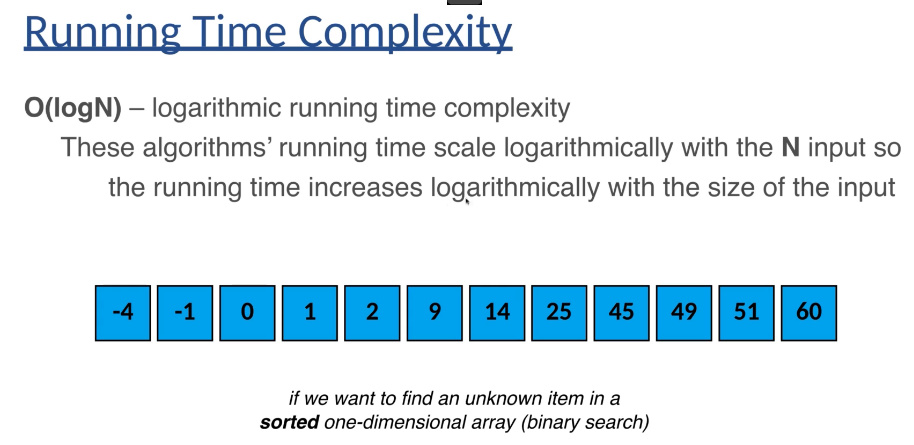 Running Time Complexity
O(logN) – logarithmic running time complexity
These algorithms’ running time scale logarithmically with the N input so
the running time increases logarithmically with the size of the input
-4 -1 0 1 2 9 14 25 45 49 51 60
if we want to find an unknown item in a
sorted one-dimensional array (binary search)